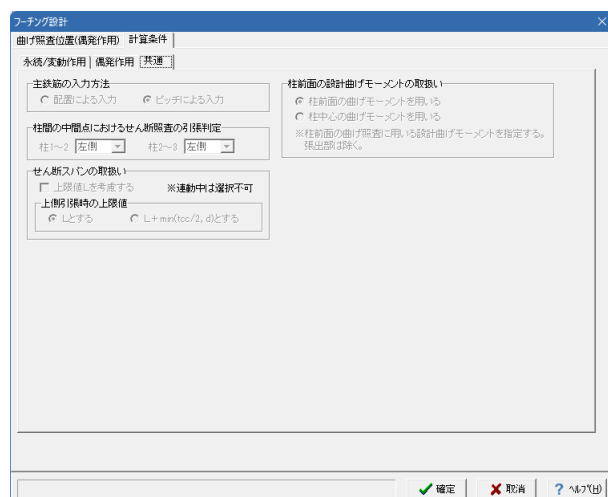 フーチング設計
曲げ照査位置(偶発作用) 計算条件
永続/変動作用 偶発作用 共通
主鉄筋の入力方法
配置による入力 ピッチによる入力
柱間の中間点におけるせん断照査の引張判定
柱1～2 左側 柱2～3 左側
せん断スパンの取扱い
上限値Lを考慮する ※連動中は選択不可
上側引張時の上限値
Lとする L+min(tcc/2, d)とする
柱前面の設計曲げモーメントの取扱い
柱前面の曲げモーメントを用いる
柱中心の曲げモーメントを用いる
※柱前面の曲げ照査に用いる設計曲げモーメントを指定する。
張出部は除く。
確定 取消 ? ヘルプ(H)